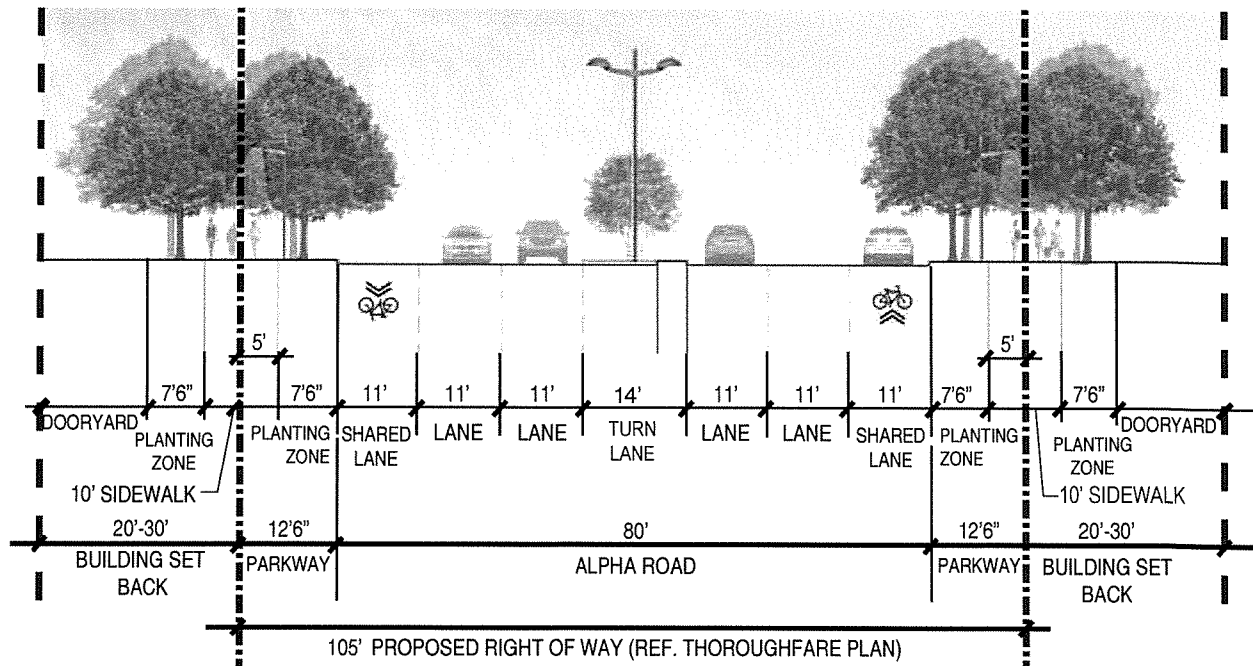 5' 5'
7'6" 7'6" 11' 11' 11' 14' 11' 11' 11' 7'6" 7'6"
DOORYARD PLANTING ZONE PLANTING ZONE SHARED LANE LANE LANE TURN LANE LANE LANE SHARED LANE PLANTING ZONE PLANTING ZONE DOORYARD
10' SIDEWALK 10' SIDEWALK
20'-30' 12'6" 80' 12'6" 20'-30'
BUILDING SET BACK PARKWAY ALPHA ROAD PARKWAY BUILDING SET BACK
105' PROPOSED RIGHT OF WAY (REF. THOROUGHFARE PLAN)